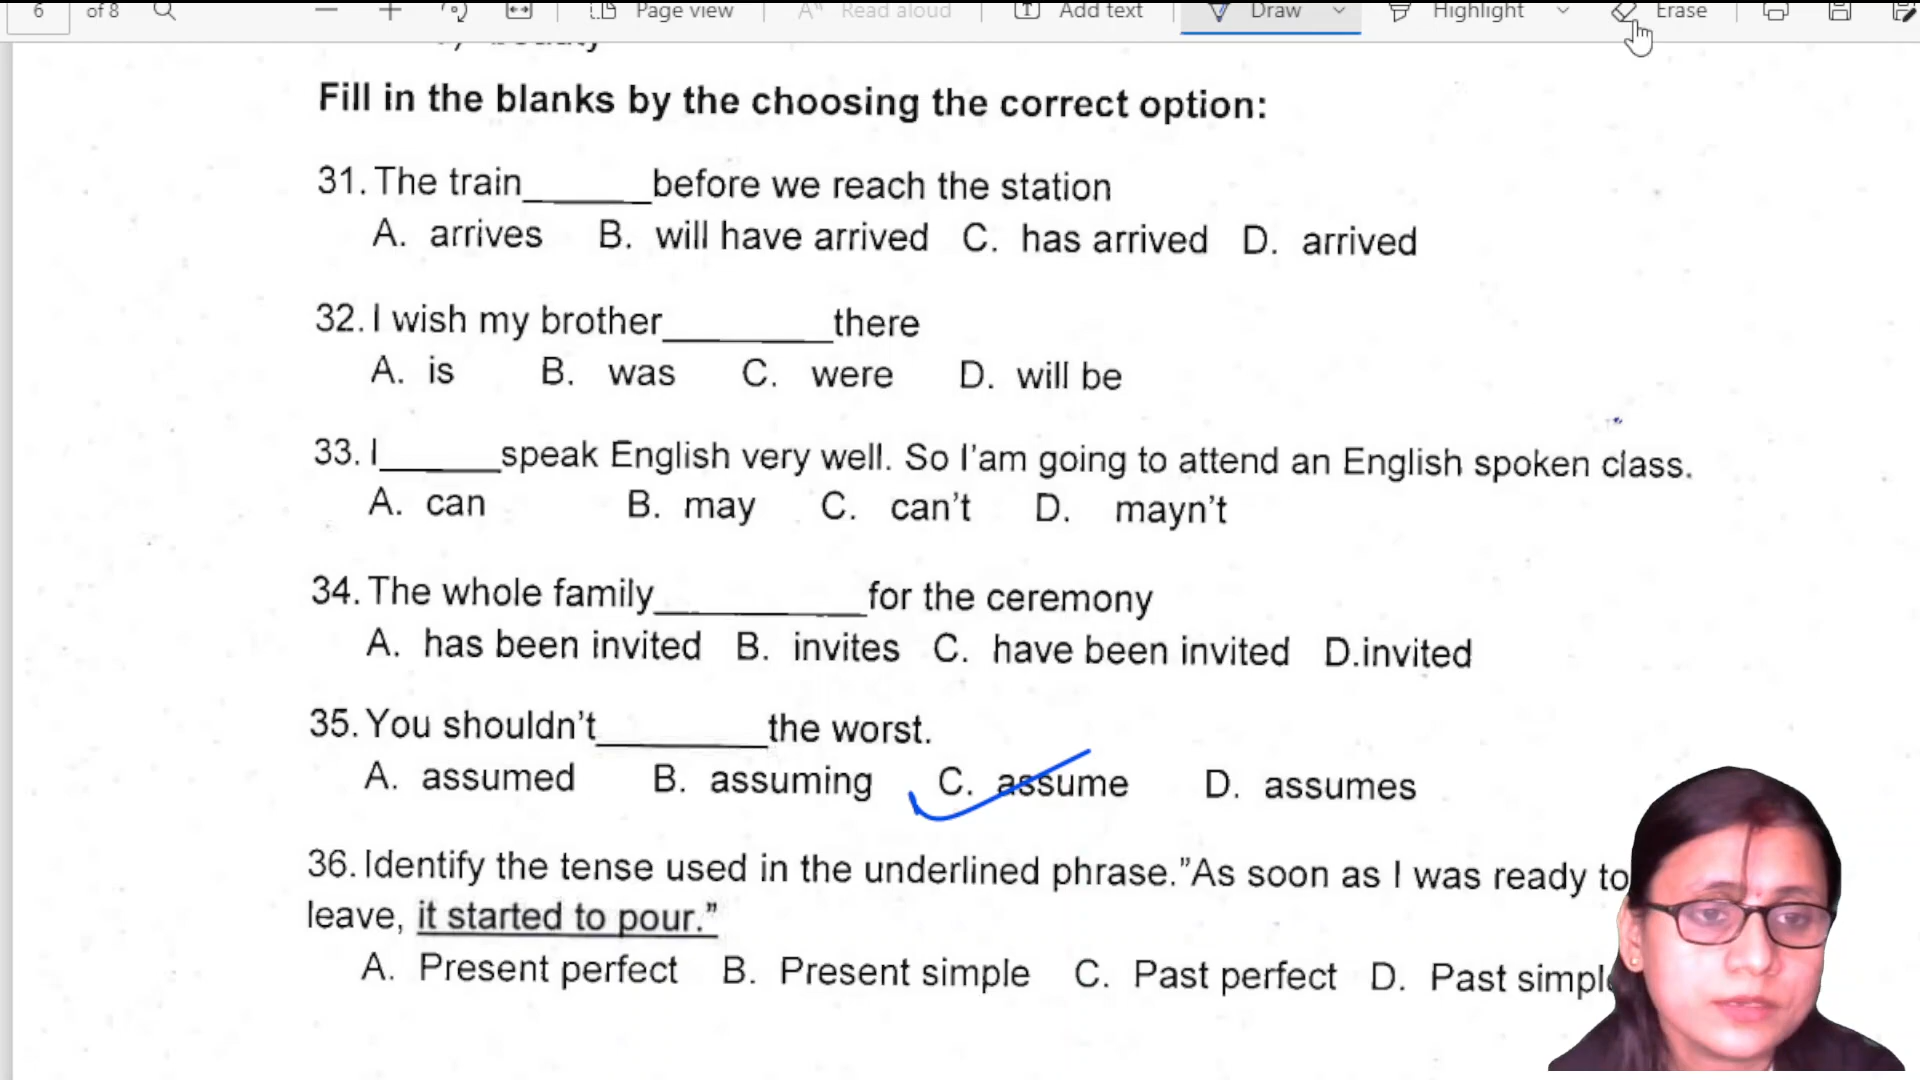 6 of 8 Page view Read aloud Add text Draw Highlight Erase
Fill in the blanks by the choosing the correct option:
31. The train______before we reach the station
A. arrives B. will have arrived C. has arrived D. arrived
32. I wish my brother________there
A. is B. was C. were D. will be
33. I______speak English very well. So I'am going to attend an English spoken class.
A. can B. may C. can't D. mayn't
34. The whole family__________for the ceremony
A. has been invited B. invites C. have been invited D.invited
35. You shouldn't________the worst.
A. assumed B. assuming C. assume D. assumes
36. Identify the tense used in the underlined phrase."As soon as I was ready to
leave, it started to pour."
A. Present perfect B. Present simple C. Past perfect D. Past simpl